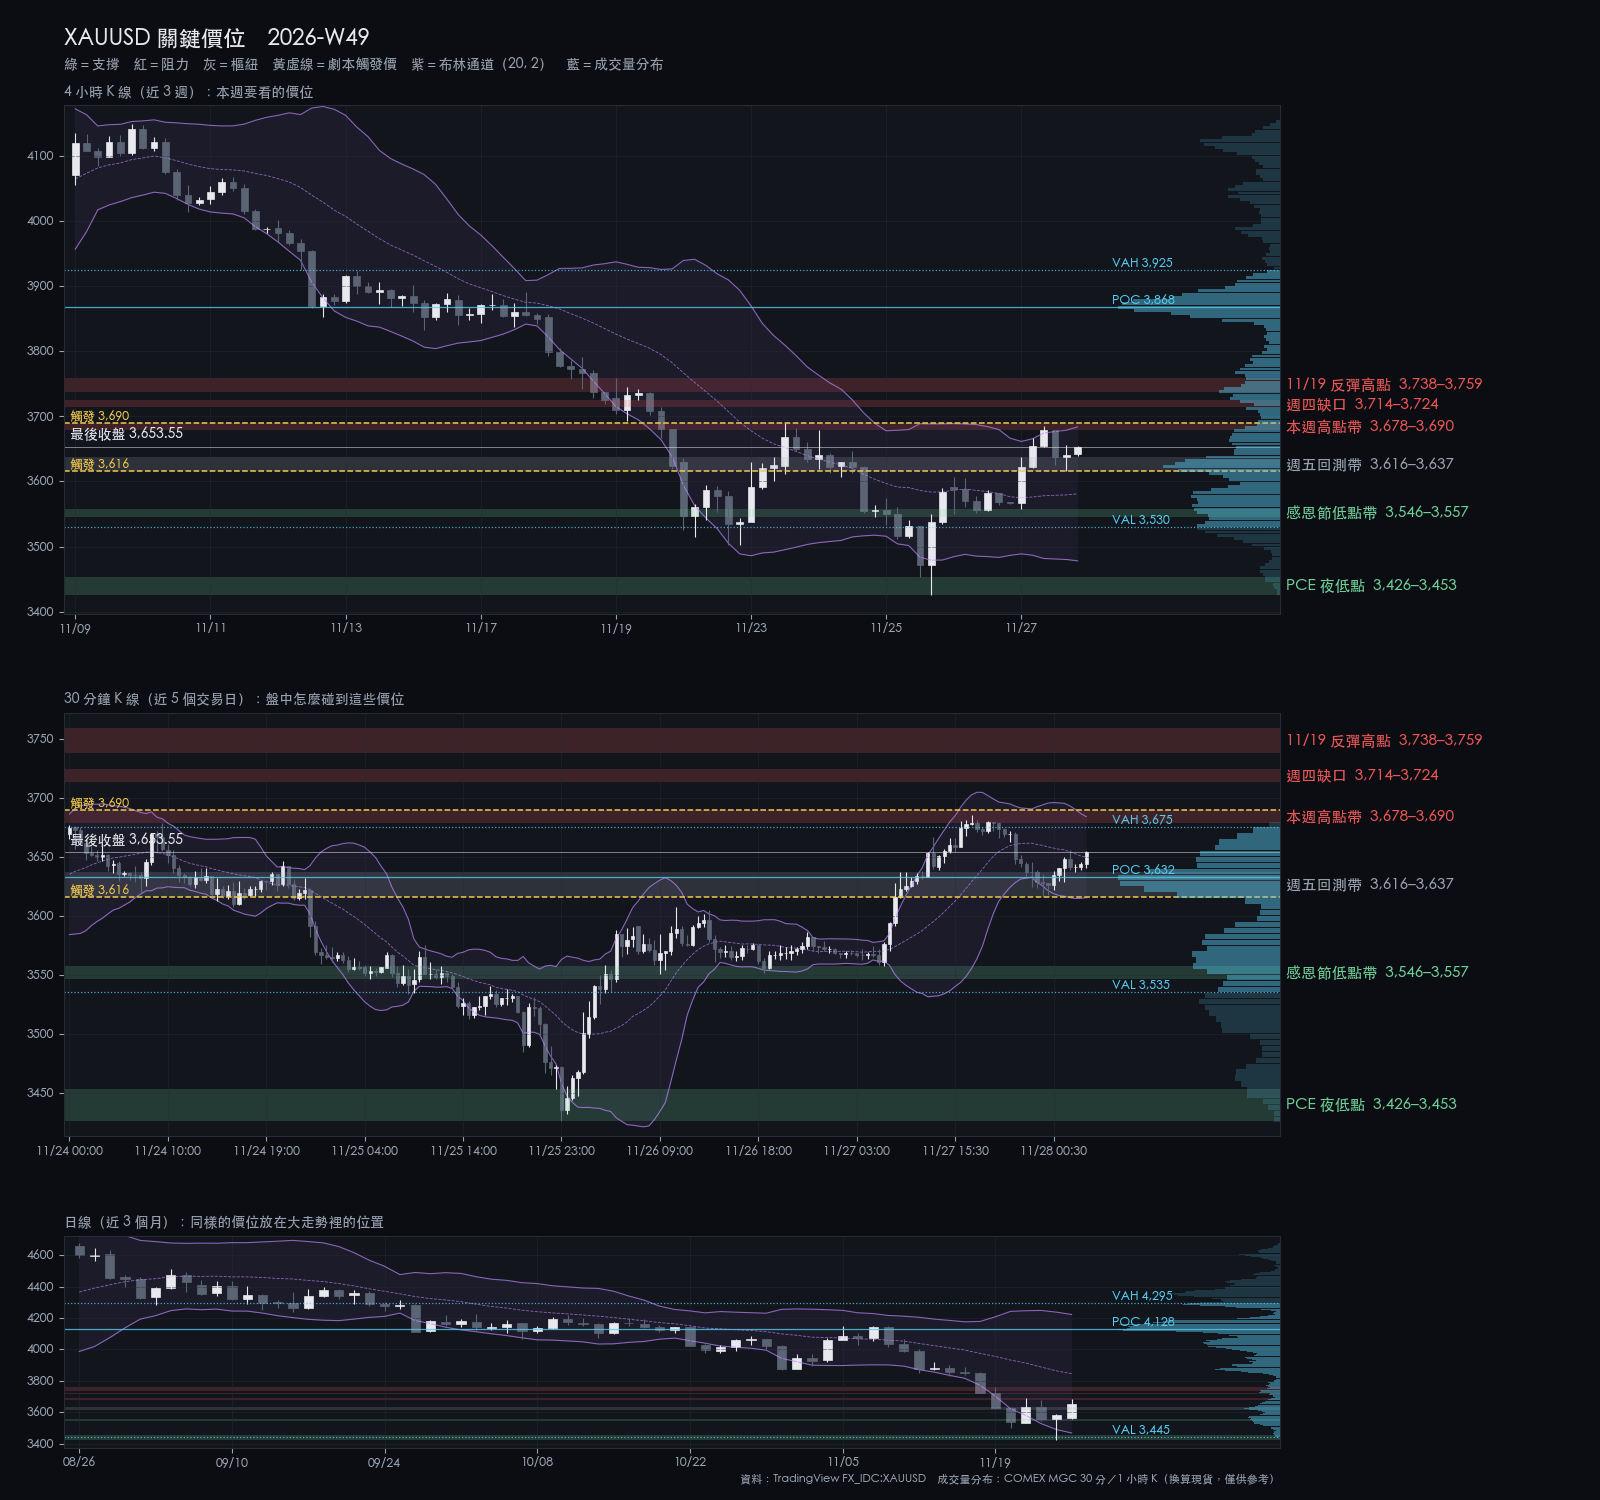 XAUUSD 關鍵價位　2026-W49
綠＝支撐　紅＝阻力　灰＝樞紐　黃虛線＝劇本觸發價　紫＝布林通道（20, 2）　藍＝成交量分布
4 小時 K 線（近 3 週）：本週要看的價位
4100
4000
3900
3800
3700
3600
3500
3400
VAH 3,925
POC 3,868
觸發 3,690
最後收盤 3,653.55
觸發 3,616
VAL 3,530
11/19 反彈高點 3,738–3,759
週四缺口 3,714–3,724
本週高點帶 3,678–3,690
週五回測帶 3,616–3,637
感恩節低點帶 3,546–3,557
PCE 夜低點 3,426–3,453
11/09 11/11 11/13 11/17 11/19 11/23 11/25 11/27
30 分鐘 K 線（近 5 個交易日）：盤中怎麼碰到這些價位
3750
3700
3650
3600
3550
3500
3450
觸發 3,690
VAH 3,675
最後收盤 3,653.55
POC 3,632
觸發 3,616
VAL 3,535
11/19 反彈高點 3,738–3,759
週四缺口 3,714–3,724
本週高點帶 3,678–3,690
週五回測帶 3,616–3,637
感恩節低點帶 3,546–3,557
PCE 夜低點 3,426–3,453
11/24 00:00 11/24 10:00 11/24 19:00 11/25 04:00 11/25 14:00 11/25 23:00 11/26 09:00 11/26 18:00 11/27 03:00 11/27 15:30 11/28 00:30
日線（近 3 個月）：同樣的價位放在大走勢裡的位置
4600
4400
4200
4000
3800
3600
3400
VAH 4,295
POC 4,128
VAL 3,445
08/26 09/10 09/24 10/08 10/22 11/05 11/19
資料：TradingView FX_IDC:XAUUSD　成交量分布：COMEX MGC 30 分／1 小時 K（換算現貨，僅供參考）